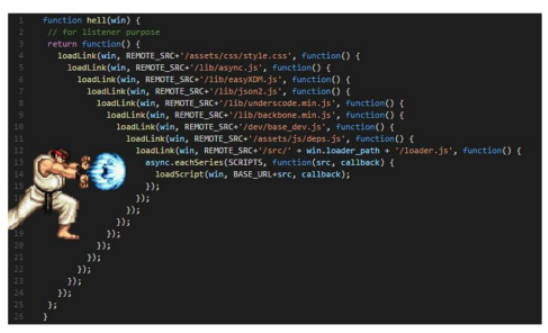 1 function hell(win) {
2 // for listener purpose
3 return function() {
4 loadLink(win, REMOTE_SRC+'/assets/css/style.css', function() {
5 loadLink(win, REMOTE_SRC+'/lib/async.js', function() {
6 loadLink(win, REMOTE_SRC+'/lib/easyXDM.js', function() {
7 loadLink(win, REMOTE_SRC+'/lib/json2.js', function() {
8 loadLink(win, REMOTE_SRC+'/lib/underscode.min.js', function() {
9 loadLink(win, REMOTE_SRC+'/lib/backbone.min.js', function() {
10 loadLink(win, REMOTE_SRC+'/dev/base_dev.js', function() {
11 loadLink(win, REMOTE_SRC+'/assets/js/deps.js', function() {
12 loadLink(win, REMOTE_SRC+'/src/' + win.loader_path + '/loader.js', function() {
13 async.eachSeries(SCRIPTS, function(src, callback) {
loadScript(win, BASE_URL+src, callback);
});
});
});
});
19 });
20 });
21 });
22 });
23 });
24 });
25 };
26 }